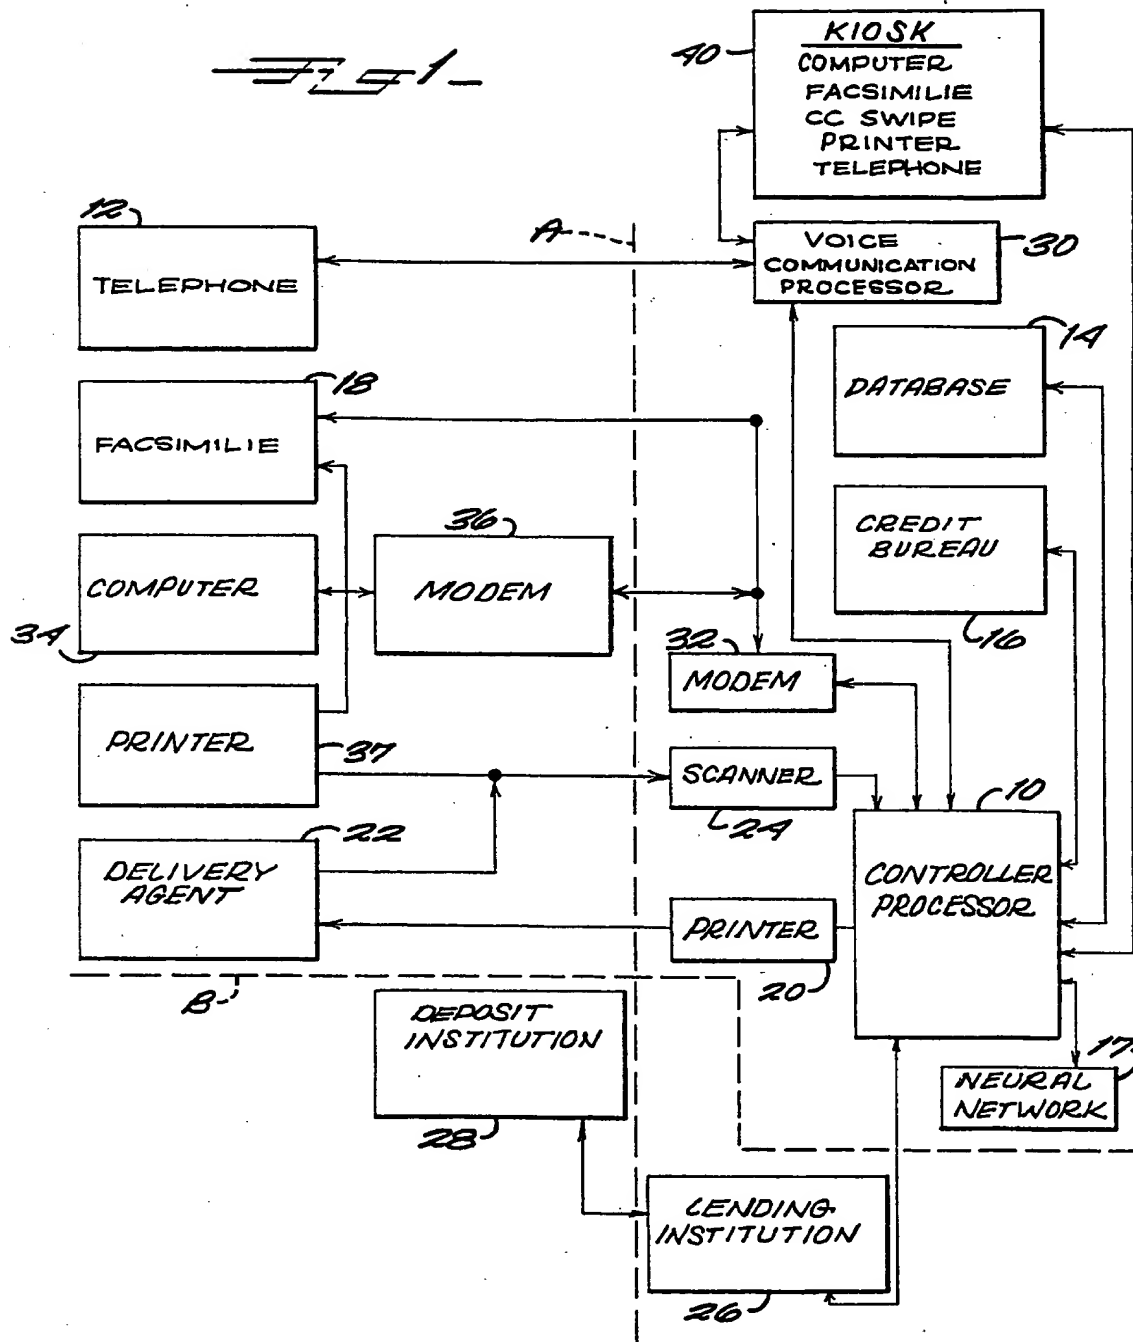 Fig 1-
40
KIOSK
COMPUTER
FACSIMILIE
CC SWIPE
PRINTER
TELEPHONE
12
TELEPHONE
A
VOICE
COMMUNICATION
PROCESSOR
30
14
DATABASE
18
FACSIMILIE
CREDIT
BUREAU
16
36
MODEM
COMPUTER
34
32
MODEM
PRINTER
37
SCANNER
24
10
CONTROLLER
PROCESSOR
22
DELIVERY
AGENT
PRINTER
20
B
DEPOSIT
INSTITUTION
28
17
NEURAL
NETWORK
LENDING
INSTITUTION
26